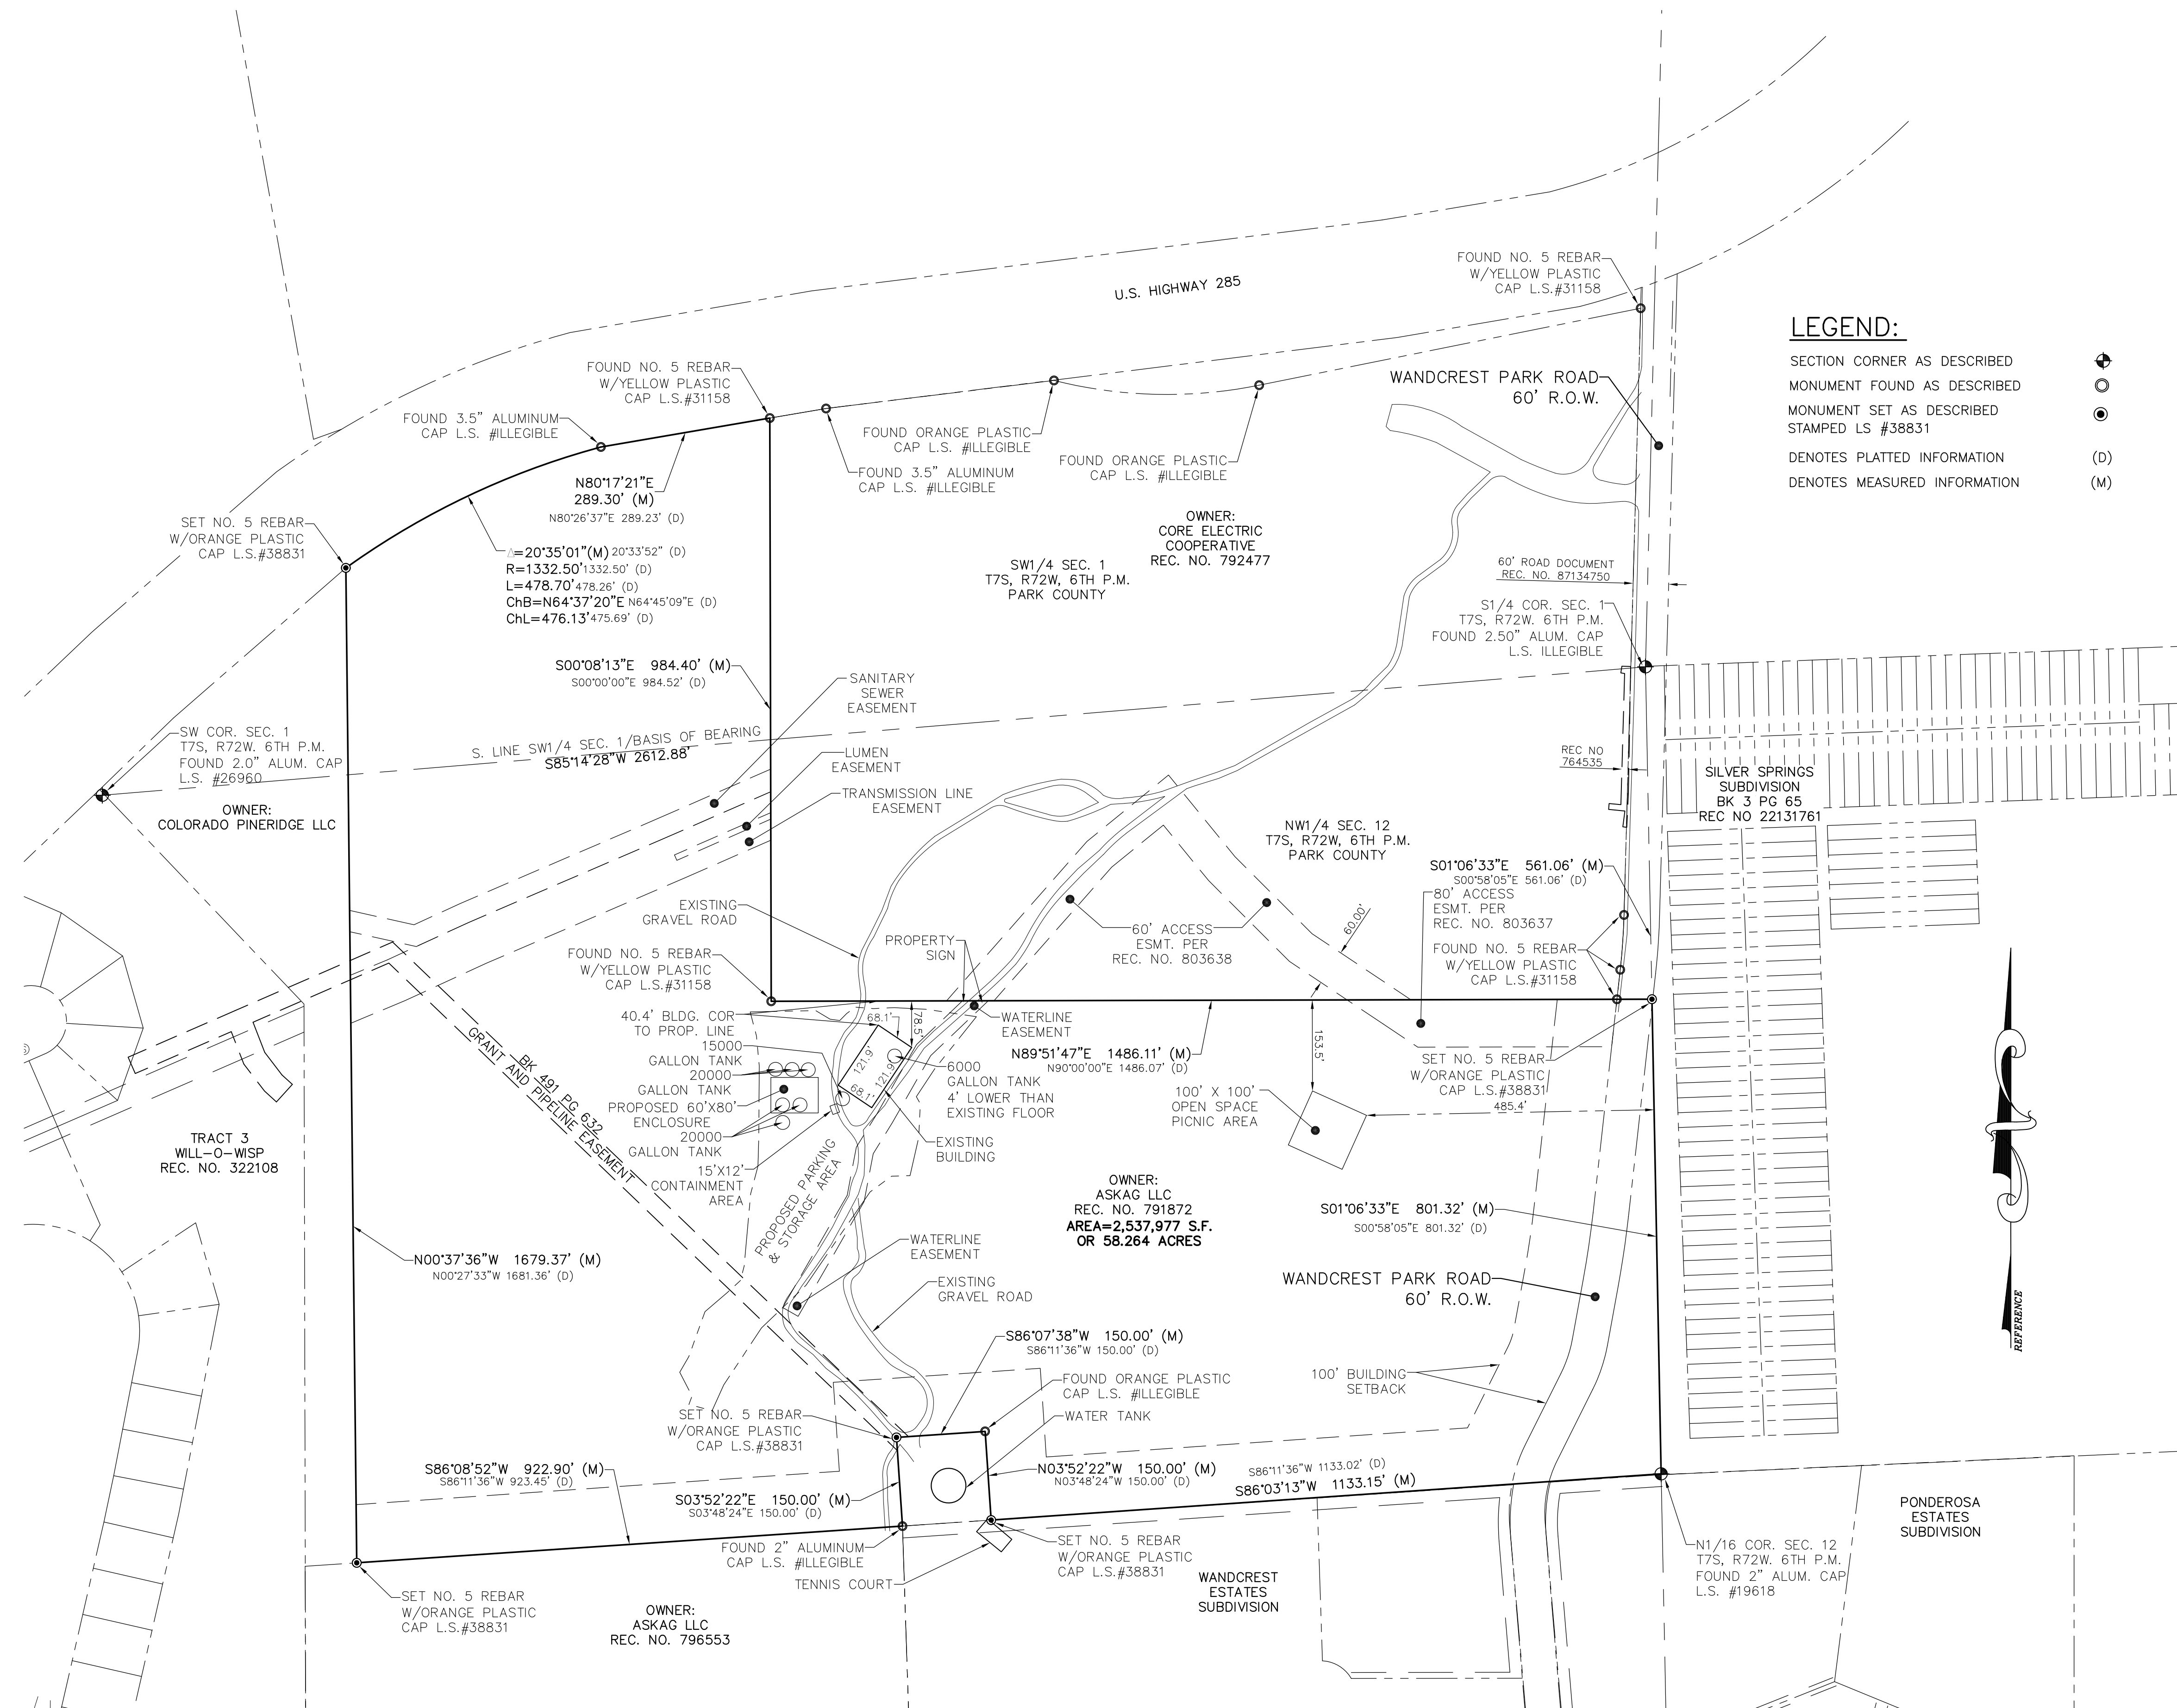 U.S. HIGHWAY 285
FOUND NO. 5 REBAR
W/YELLOW PLASTIC
CAP L.S.#31158
LEGEND:
SECTION CORNER AS DESCRIBED
MONUMENT FOUND AS DESCRIBED
MONUMENT SET AS DESCRIBED
STAMPED LS #38831
DENOTES PLATTED INFORMATION (D)
DENOTES MEASURED INFORMATION (M)
FOUND NO. 5 REBAR
W/YELLOW PLASTIC
CAP L.S.#31158
WANDCREST PARK ROAD
60' R.O.W.
FOUND 3.5" ALUMINUM
CAP L.S. #ILLEGIBLE
FOUND ORANGE PLASTIC
CAP L.S. #ILLEGIBLE
FOUND 3.5" ALUMINUM
CAP L.S. #ILLEGIBLE
FOUND ORANGE PLASTIC
CAP L.S. #ILLEGIBLE
N80°17'21"E
289.30' (M)
N80°26'37"E 289.23' (D)
SET NO. 5 REBAR
W/ORANGE PLASTIC
CAP L.S.#38831
Δ=20°35'01"(M) 20°33'52" (D)
R=1332.50' 1332.50' (D)
L=478.70' 478.26' (D)
ChB=N64°37'20"E N64°45'09"E (D)
ChL=476.13' 475.69' (D)
OWNER:
CORE ELECTRIC
COOPERATIVE
REC. NO. 792477
SW1/4 SEC. 1
T7S, R72W, 6TH P.M.
PARK COUNTY
60' ROAD DOCUMENT
REC. NO. 87134750
S1/4 COR. SEC. 1
T7S, R72W. 6TH P.M.
FOUND 2.50" ALUM. CAP
L.S. ILLEGIBLE
S00°08'13"E 984.40' (M)
S00°00'00"E 984.52' (D)
SANITARY
SEWER
EASEMENT
SW COR. SEC. 1
T7S, R72W. 6TH P.M.
FOUND 2.0" ALUM. CAP
L.S. #26960
S. LINE SW1/4 SEC. 1/BASIS OF BEARING
S85°14'28"W 2612.88'
LUMEN
EASEMENT
TRANSMISSION LINE
EASEMENT
REC NO
764535
SILVER SPRINGS
SUBDIVISION
BK 3 PG 65
REC NO 22131761
OWNER:
COLORADO PINERIDGE LLC
NW1/4 SEC. 12
T7S, R72W, 6TH P.M.
PARK COUNTY
S01°06'33"E 561.06' (M)
S00°58'05"E 561.06' (D)
80' ACCESS
ESMT. PER
REC. NO. 803637
EXISTING
GRAVEL ROAD
60' ACCESS
ESMT. PER
REC. NO. 803638
60.00'
PROPERTY
SIGN
FOUND NO. 5 REBAR
W/YELLOW PLASTIC
CAP L.S.#31158
FOUND NO. 5 REBAR
W/YELLOW PLASTIC
CAP L.S.#31158
40.4' BLDG. COR
TO PROP. LINE
68.1'
78.5'
121.9'
121.9'
68.1'
WATERLINE
EASEMENT
N89°51'47"E 1486.11' (M)
N90°00'00"E 1486.07' (D)
153.5'
SET NO. 5 REBAR
W/ORANGE PLASTIC
CAP L.S.#38831
485.4'
15000
GALLON TANK
20000
GALLON TANK
PROPOSED 60'X80'
ENCLOSURE
20000
GALLON TANK
15'X12'
CONTAINMENT
AREA
6000
GALLON TANK
4' LOWER THAN
EXISTING FLOOR
EXISTING
BUILDING
100' X 100'
OPEN SPACE
PICNIC AREA
BK 491 PG 632
GRANT AND PIPELINE EASEMENT
TRACT 3
WILL-O-WISP
REC. NO. 322108
PROPOSED PARKING
& STORAGE AREA
OWNER:
ASKAG LLC
REC. NO. 791872
AREA=2,537,977 S.F.
OR 58.264 ACRES
S01°06'33"E 801.32' (M)
S00°58'05"E 801.32' (D)
N00°37'36"W 1679.37' (M)
N00°27'33"W 1681.36' (D)
WATERLINE
EASEMENT
EXISTING
GRAVEL ROAD
WANDCREST PARK ROAD
60' R.O.W.
REFERENCE
S86°07'38"W 150.00' (M)
S86°11'36"W 150.00' (D)
FOUND ORANGE PLASTIC
CAP L.S. #ILLEGIBLE
WATER TANK
100' BUILDING
SETBACK
SET NO. 5 REBAR
W/ORANGE PLASTIC
CAP L.S.#38831
S86°08'52"W 922.90' (M)
S86°11'36"W 923.45' (D)
S03°52'22"E 150.00' (M)
S03°48'24"E 150.00' (D)
N03°52'22"W 150.00' (M)
N03°48'24"W 150.00' (D)
S86°11'36"W 1133.02' (D)
S86°03'13"W 1133.15' (M)
PONDEROSA
ESTATES
SUBDIVISION
FOUND 2" ALUMINUM
CAP L.S. #ILLEGIBLE
TENNIS COURT
SET NO. 5 REBAR
W/ORANGE PLASTIC
CAP L.S.#38831
N1/16 COR. SEC. 12
T7S, R72W. 6TH P.M.
FOUND 2" ALUM. CAP
L.S. #19618
SET NO. 5 REBAR
W/ORANGE PLASTIC
CAP L.S.#38831
WANDCREST
ESTATES
SUBDIVISION
OWNER:
ASKAG LLC
REC. NO. 796553